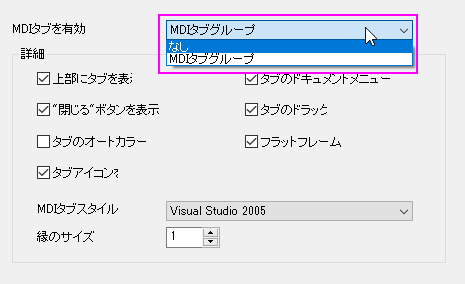 MDIタブを有効
MDIタブグループ
なし
MDIタブグループ
詳細
上部にタブを表
タブのドキュメントメニュー
"閉じる"ボタンを表示
タブのドラック
タブのオートカラー
フラットフレーム
タブアイコン
MDIタブスタイル
Visual Studio 2005
縁のサイズ
1